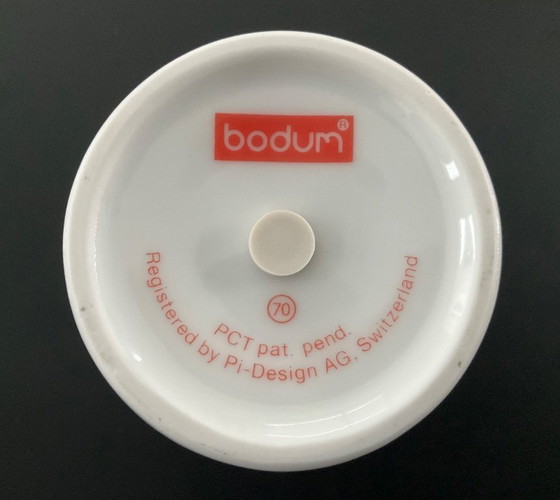 bodum®
70
PCT pat. pend.
Registered by Pi-Design AG, Switzerland